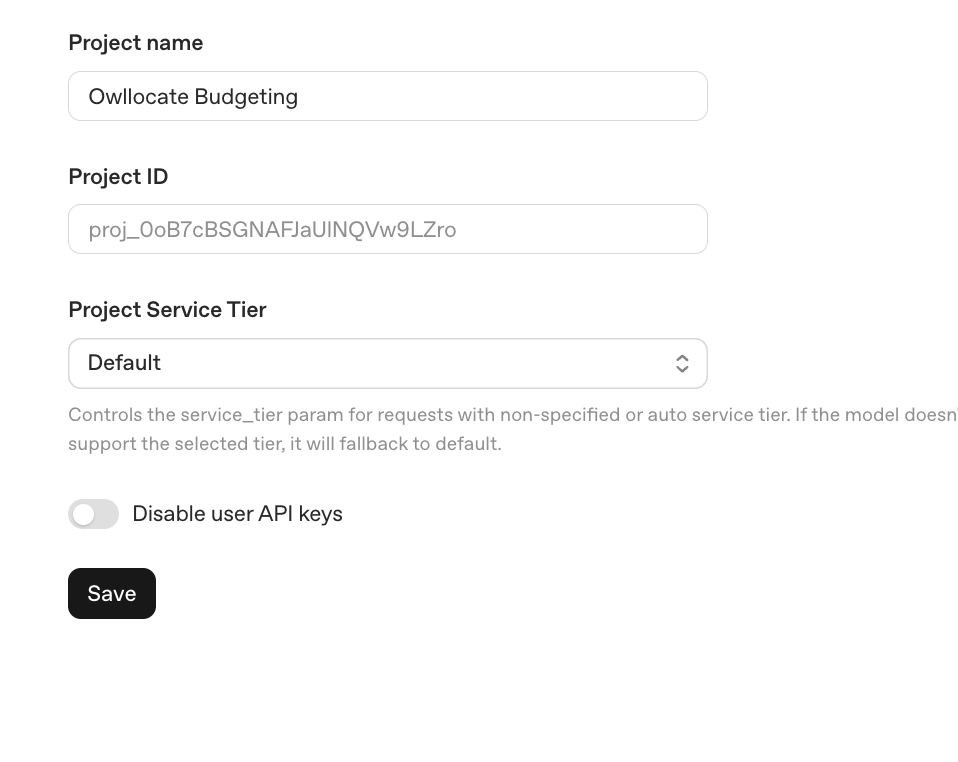 Project name
Owllocate Budgeting
Project ID
proj_0oB7cBSGNAFJaUlNQVw9LZro
Project Service Tier
Default
Controls the service_tier param for requests with non-specified or auto service tier. If the model doesn'
support the selected tier, it will fallback to default.
Disable user API keys
Save